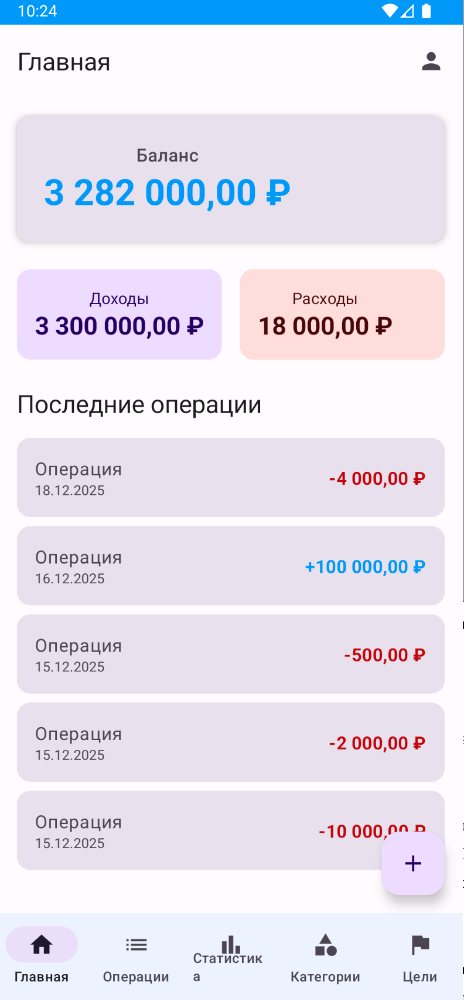 10:24
Главная
Баланс
3 282 000,00 ₽
Доходы
3 300 000,00 ₽
Расходы
18 000,00 ₽
Последние операции
Операция
18.12.2025
-4 000,00 ₽
Операция
16.12.2025
+100 000,00 ₽
Операция
15.12.2025
-500,00 ₽
Операция
15.12.2025
-2 000,00 ₽
Операция
15.12.2025
-10 000,00 ₽
Главная
Операции
Статистик
а
Категории
Цели